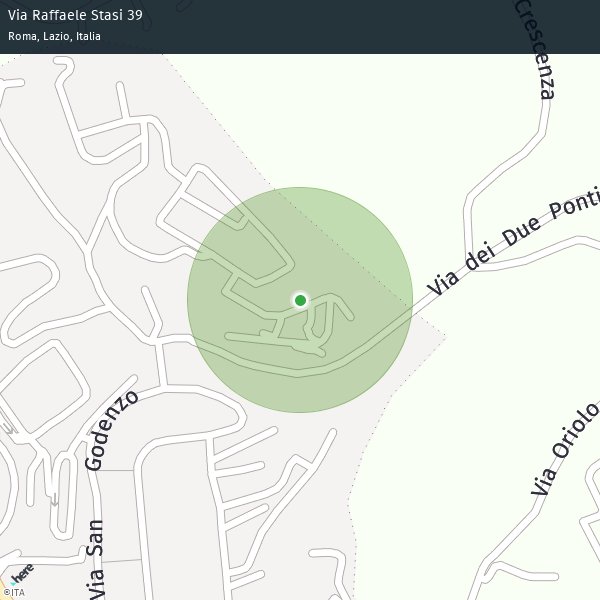 Via Raffaele Stasi 39
Roma, Lazio, Italia
Crescenza
Via dei Due Ponti
Godenzo
Via San
Via Oriolo
here
©ITA